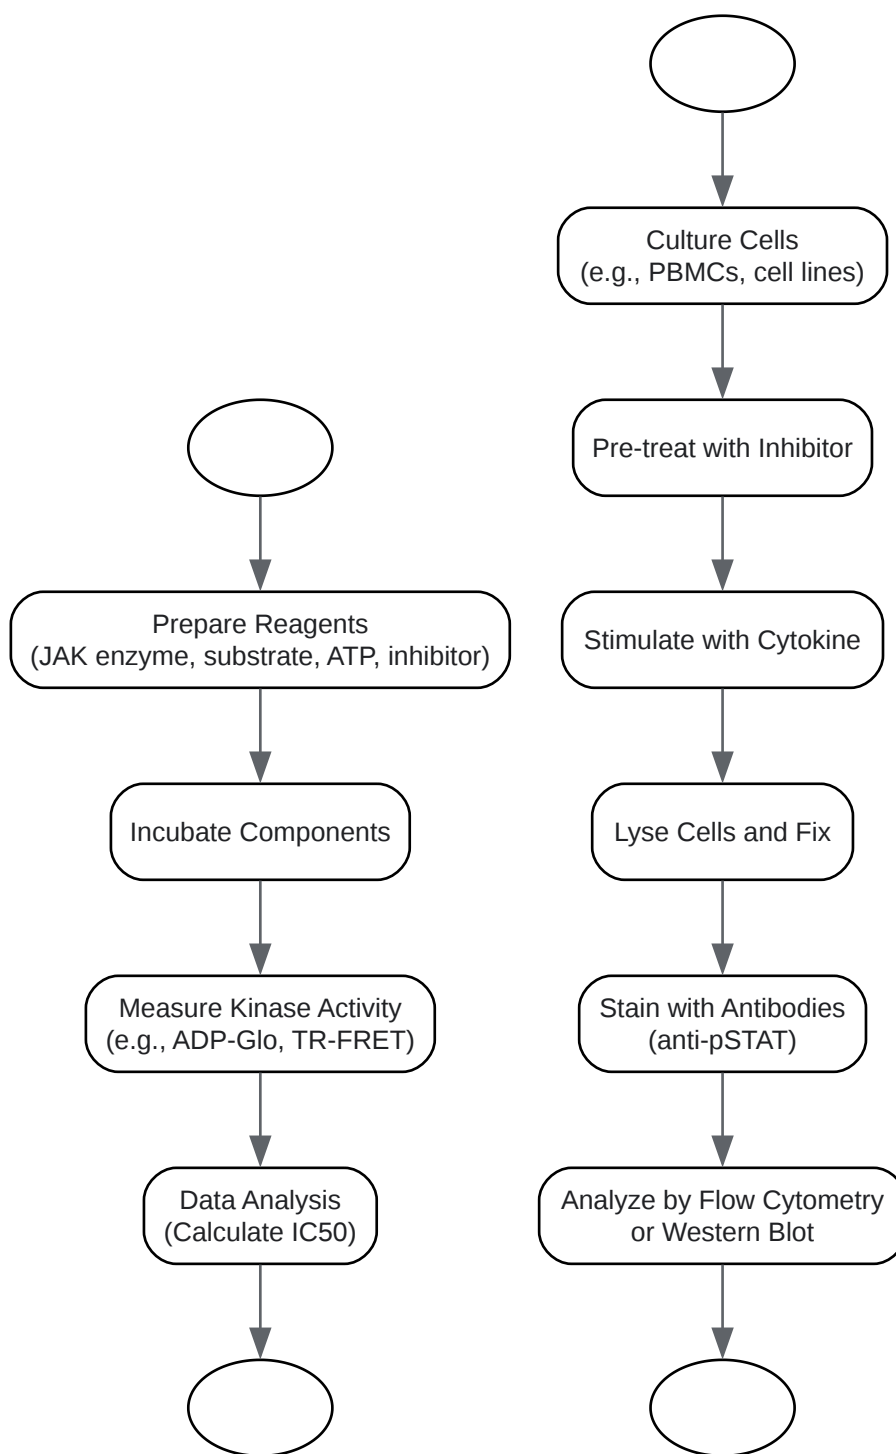 Prepare Reagents
(JAK enzyme, substrate, ATP, inhibitor)
Incubate Components
Measure Kinase Activity
(e.g., ADP-Glo, TR-FRET)
Data Analysis
(Calculate IC50)
Culture Cells
(e.g., PBMCs, cell lines)
Pre-treat with Inhibitor
Stimulate with Cytokine
Lyse Cells and Fix
Stain with Antibodies
(anti-pSTAT)
Analyze by Flow Cytometry
or Western Blot